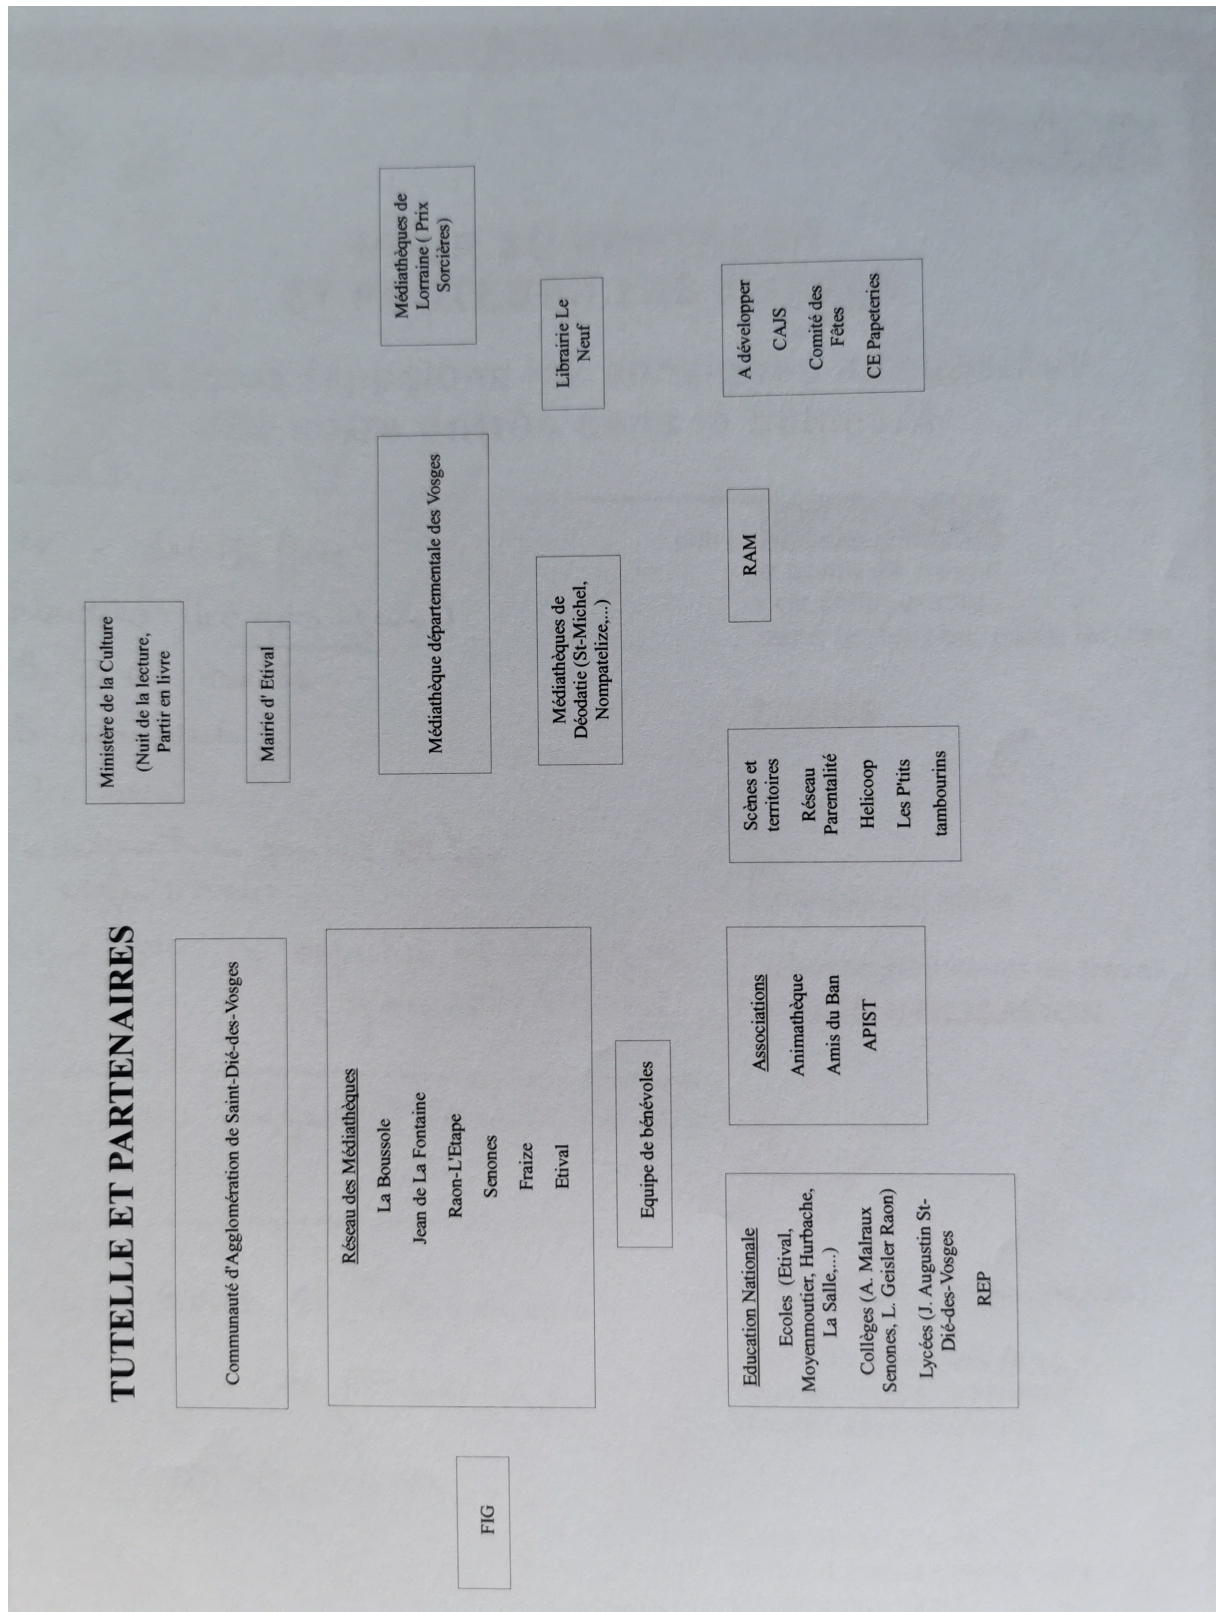 TUTELLE ET PARTENAIRES
Ministère de la Culture
(Nuit de la lecture,
Partir en livre
Communauté d'Agglomération de Saint-Dié-des-Vosges
Mairie d' Etival
Réseau des Médiathèques
La Boussole
Jean de La Fontaine
Raon-L'Etape
Senones
Fraize
Etival
Médiathèque départementale des Vosges
Médiathèques de
Lorraine ( Prix
Sorcières)
FIG
Médiathèques de
Déodatie (St-Michel,
Nompatelize,...)
Librairie Le
Neuf
Equipe de bénévoles
Education Nationale
Ecoles (Etival,
Moyenmoutier, Hurbache,
La Salle,...)
Collèges (A. Malraux
Senones, L. Geisler Raon)
Lycées (J. Augustin St-
Dié-des-Vosges
REP
Associations
Animathèque
Amis du Ban
APIST
Scènes et
territoires
Réseau
Parentalité
Helicoop
Les P'tits
tambourins
RAM
A développer
CAJS
Comité des
Fêtes
CE Papeteries